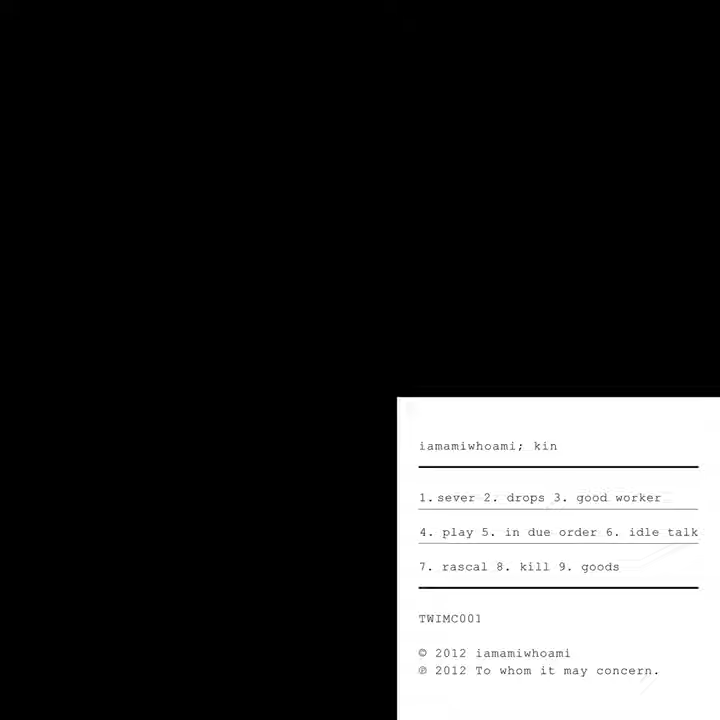 iamamiwhoami; kin
1. sever 2. drops 3. good worker
4. play 5. in due order 6. idle talk
7. rascal 8. kill 9. goods
TWIMC001
© 2012 iamamiwhoami
℗ 2012 To whom it may concern.